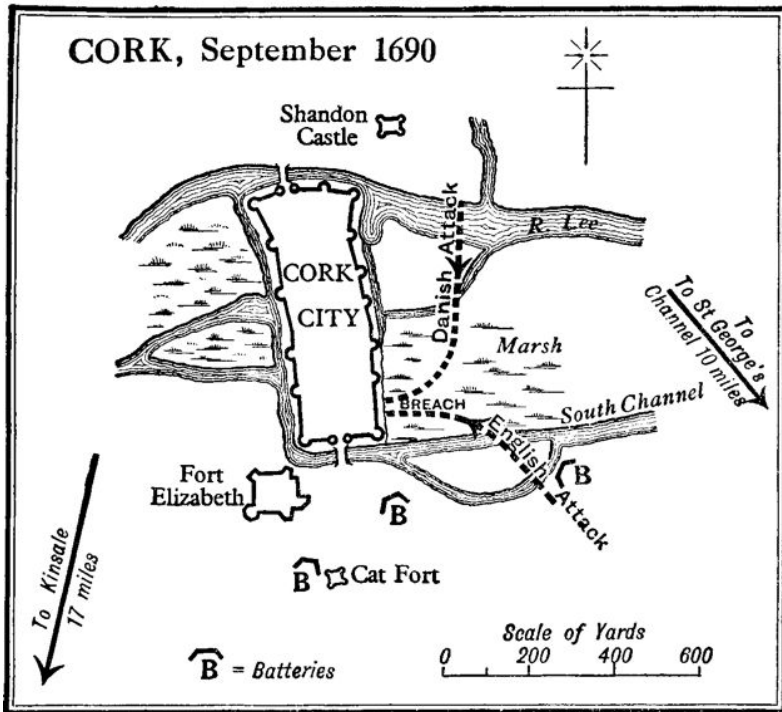 CORK, September 1690
Shandon
Castle
Danish Attack
R. Lee
CORK
CITY
To
To St George's
Channel 10 miles
Marsh
BREACH
South Channel
English Attack
Fort
Elizabeth
B
B
B
Cat Fort
To Kinsale
17 miles
B = Batteries
Scale of Yards
0 200 400 600